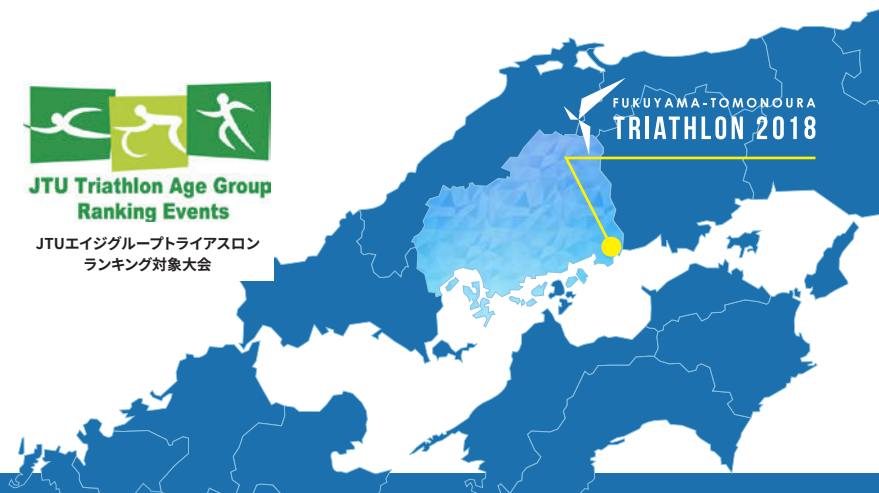 JTU Triathlon Age Group
Ranking Events
JTUエイジグループトライアスロン
ランキング対象大会
FUKUYAMA-TOMONOURA
TRIATHLON 2018